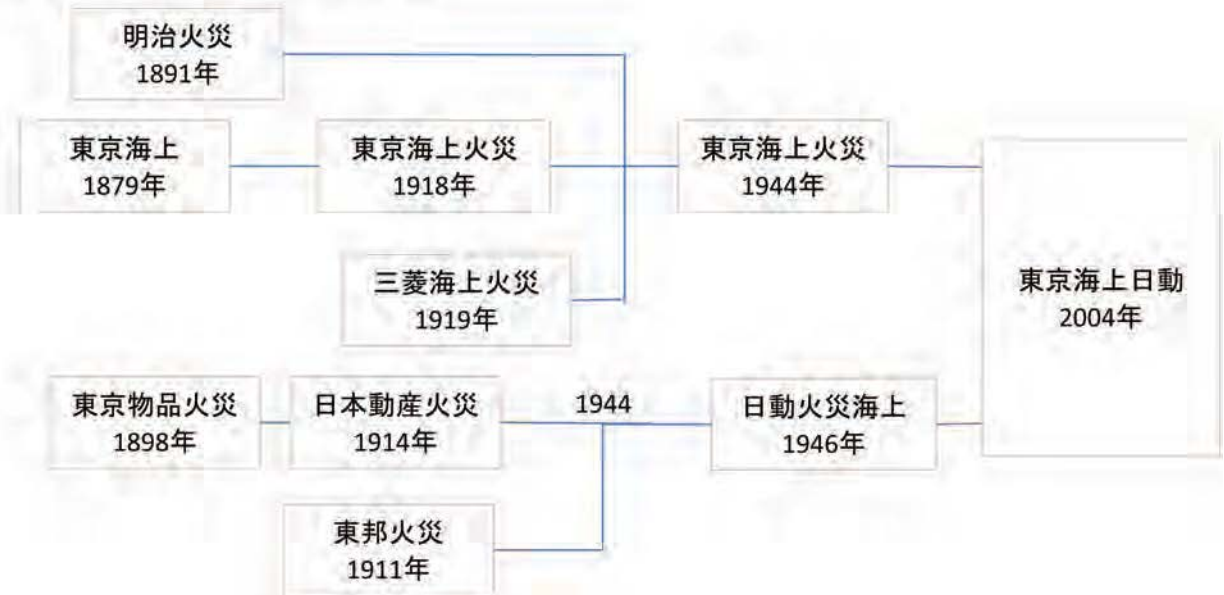 明治火災
1891年
東京海上
1879年
東京海上火災
1918年
東京海上火災
1944年
三菱海上火災
1919年
東京海上日動
2004年
東京物品火災
1898年
日本動産火災
1914年
1944
日動火災海上
1946年
東邦火災
1911年